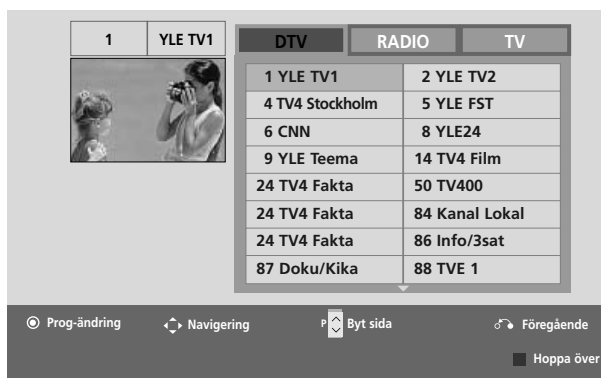 1 YLE TV1
DTV RADIO TV
1 YLE TV1 2 YLE TV2
4 TV4 Stockholm 5 YLE FST
6 CNN 8 YLE24
9 YLE Teema 14 TV4 Film
24 TV4 Fakta 50 TV400
24 TV4 Fakta 84 Kanal Lokal
24 TV4 Fakta 86 Info/3sat
87 Doku/Kika 88 TVE 1
Prog-ändring Navigering P Byt sida Föregående
Hoppa över